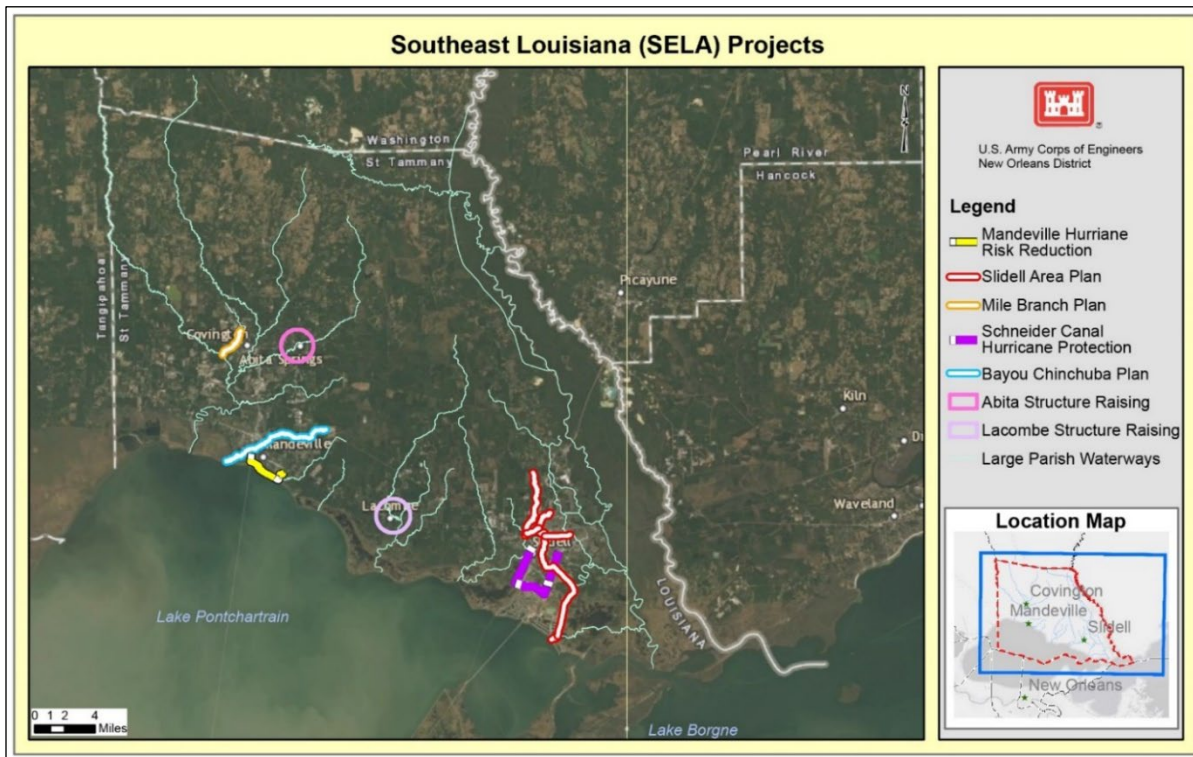 Southeast Louisiana (SELA) Projects
N
Washington
St Tammany
Pearl River
Hancock
Tangipahoa
St Tammany
Picayune
Covington
Abita Springs
Kiln
Mandeville
Waveland
Lacombe
Slidell
LOUISIANA
Lake Pontchartrain
Lake Borgne
0 1 2 4
Miles
U.S. Army Corps of Engineers
New Orleans District
®
Legend
Mandeville Hurriane
Risk Reduction
Slidell Area Plan
Mile Branch Plan
Schneider Canal
Hurricane Protection
Bayou Chinchuba Plan
Abita Structure Raising
Lacombe Structure Raising
Large Parish Waterways
Location Map
Covington
Mandeville
Slidell
New Orleans